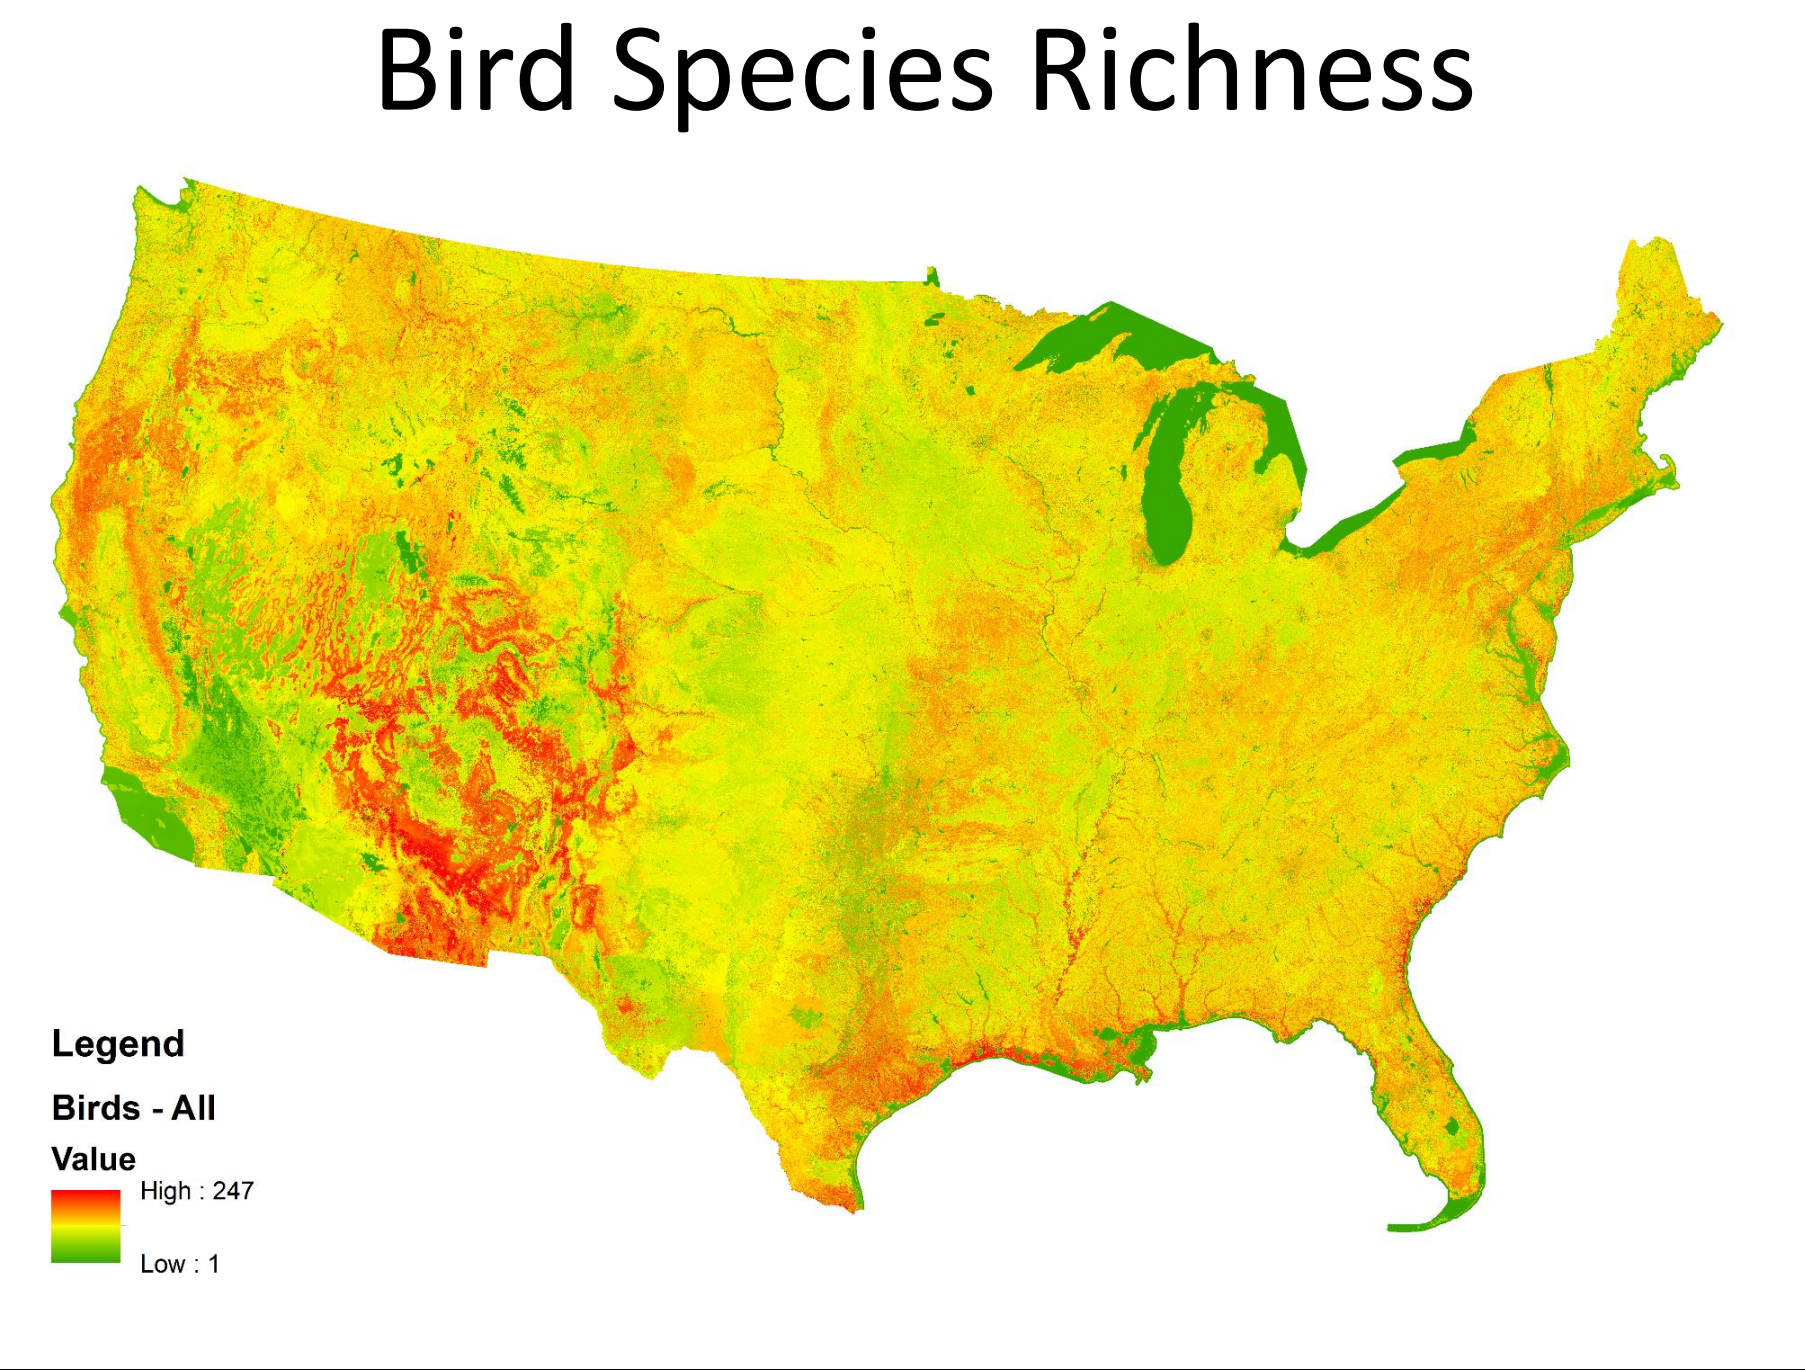 Bird Species Richness
Legend
Birds - All
Value
High : 247
Low : 1